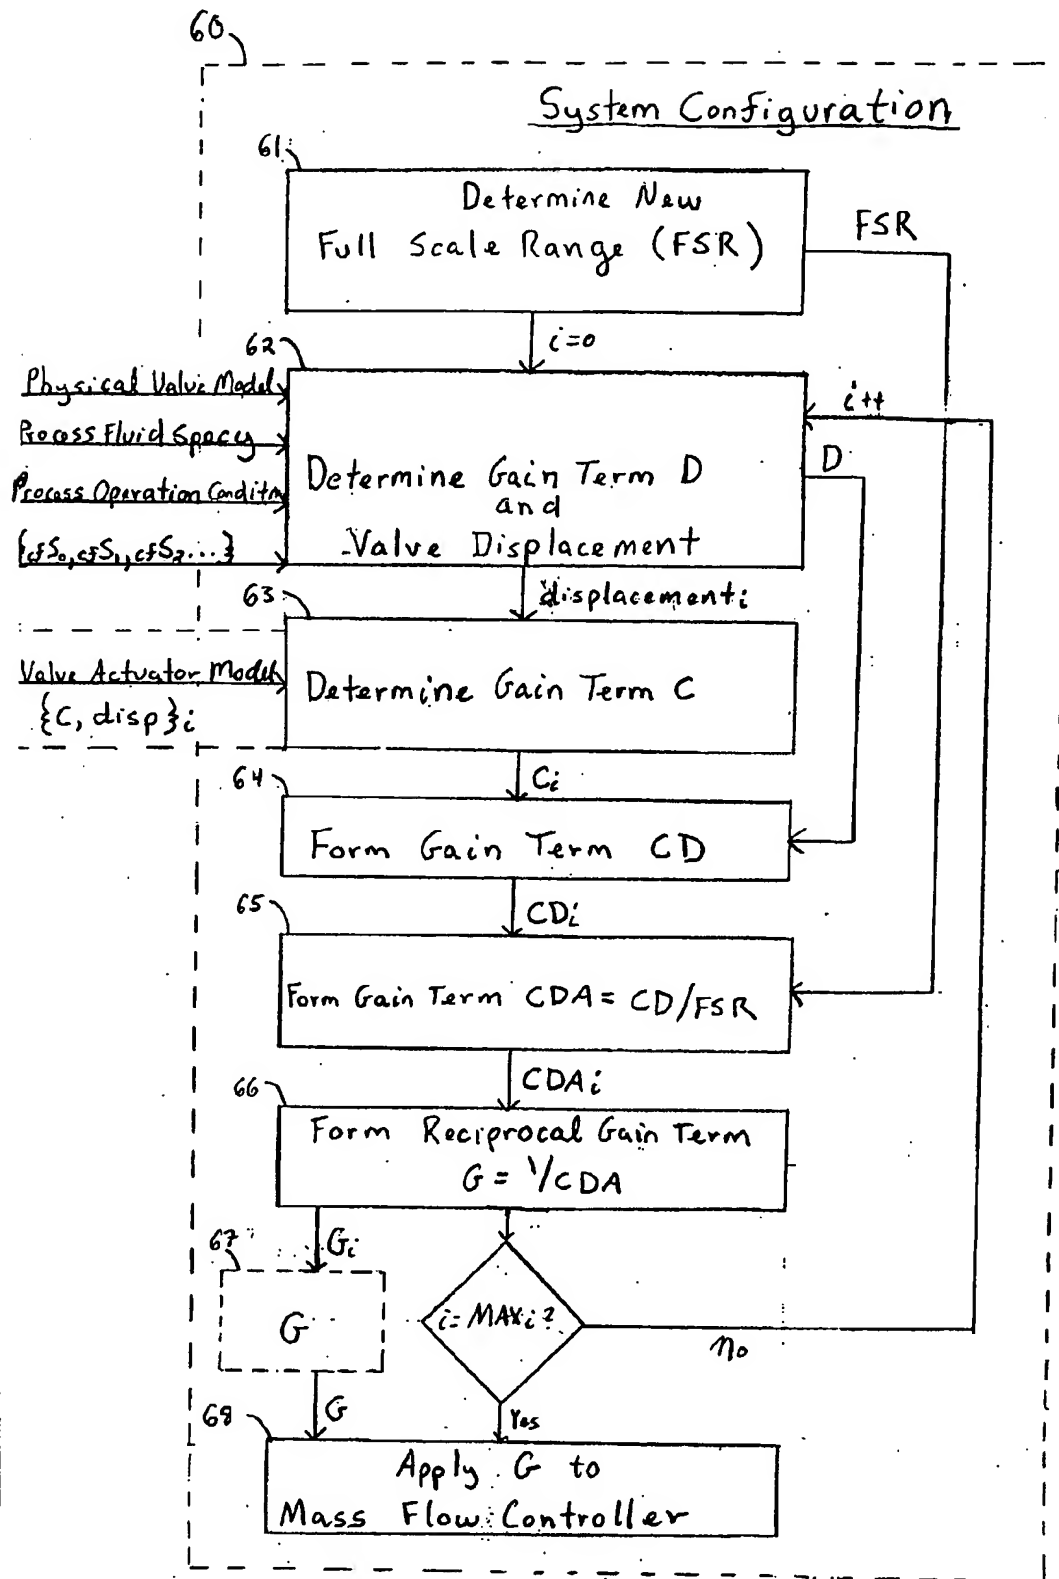 60
System Configuration
61
Determine New
Full Scale Range (FSR)
FSR
i=0
62
Physical Valve Model
Process Fluid Specy
Process Operation Conditn
{cfS₀, cfS₁, cfS₂...}
i++
D
Determine Gain Term D
and
Valve Displacement
displacementᵢ
63
Valve Actuator Model
{C, disp}ᵢ
Determine Gain Term C
Cᵢ
64
Form Gain Term CD
CDᵢ
65
Form Gain Term CDA = CD/FSR
CDAᵢ
66
Form Reciprocal Gain Term
G = 1/CDA
Gᵢ
67
G
i=MAXi?
no
G
Yes
68
Apply G to
Mass Flow Controller